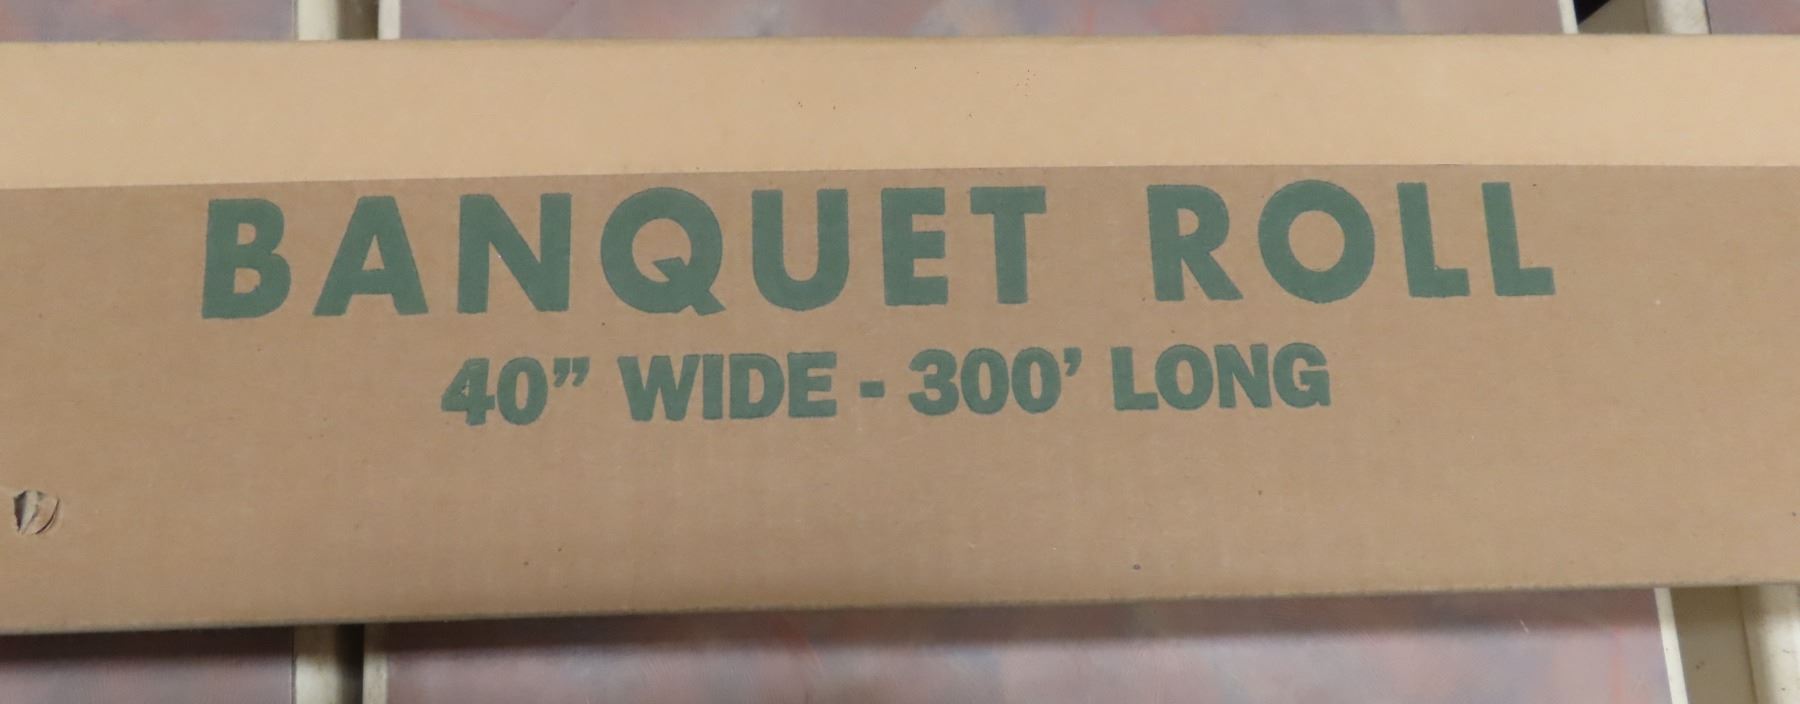 BANQUET ROLL
40” WIDE - 300’ LONG